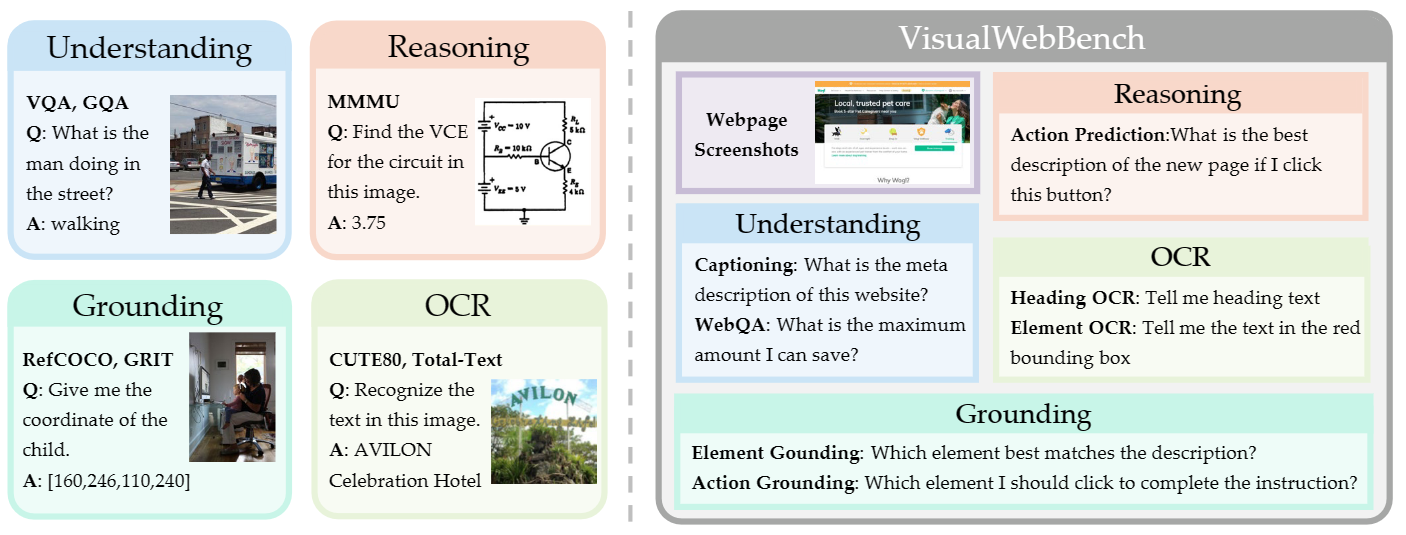 Understanding
VQA, GQA
Q: What is the
man doing in
the street?
A: walking
Reasoning
MMMU
Q: Find the VCE
for the circuit in
this image.
A: 3.75
V_CC = 10 V
R_L
5 kΩ
R_B = 10 kΩ
C
B
E
V_EE = 5 V
R_E
4 kΩ
Grounding
RefCOCO, GRIT
Q: Give me the
coordinate of the
child.
A: [160,246,110,240]
OCR
CUTE80, Total-Text
Q: Recognize the
text in this image.
A: AVILON
Celebration Hotel
AVILON
VisualWebBench
Webpage
Screenshots
Local, trusted pet care
Why Wag!?
Understanding
Captioning: What is the meta
description of this website?
WebQA: What is the maximum
amount I can save?
Reasoning
Action Prediction:What is the best
description of the new page if I click
this button?
OCR
Heading OCR: Tell me heading text
Element OCR: Tell me the text in the red
bounding box
Grounding
Element Gounding: Which element best matches the description?
Action Grounding: Which element I should click to complete the instruction?